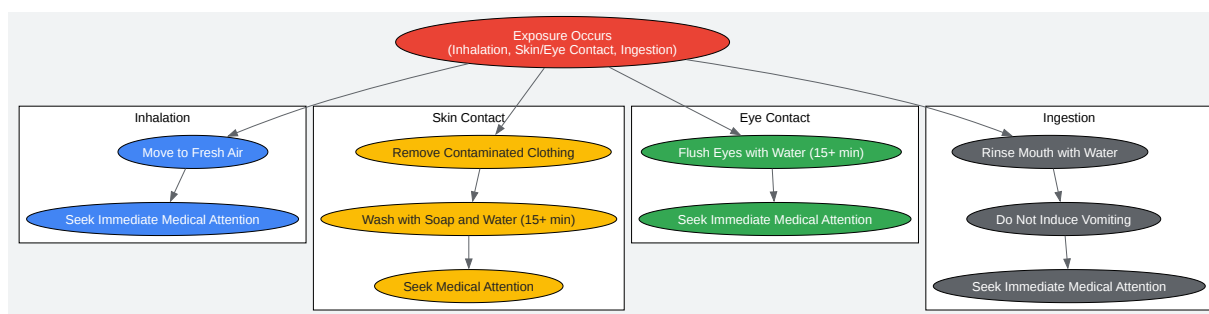 Exposure Occurs
(Inhalation, Skin/Eye Contact, Ingestion)
Inhalation
Move to Fresh Air
Seek Immediate Medical Attention
Skin Contact
Remove Contaminated Clothing
Wash with Soap and Water (15+ min)
Seek Medical Attention
Eye Contact
Flush Eyes with Water (15+ min)
Seek Immediate Medical Attention
Ingestion
Rinse Mouth with Water
Do Not Induce Vomiting
Seek Immediate Medical Attention